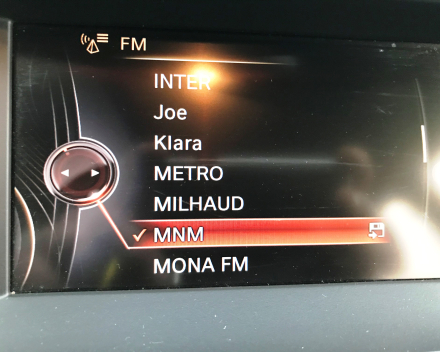 FM
INTER
Joe
Klara
METRO
MILHAUD
MNM
MONA FM